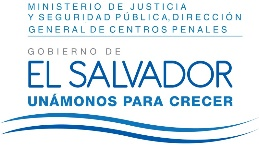 MINISTERIO DE JUSTICIA
Y SEGURIDAD PÚBLICA,DIRECCIÓN
GENERAL DE CENTROS PENALES
GOBIERNO DE
EL SALVADOR
UNÁMONOS PARA CRECER